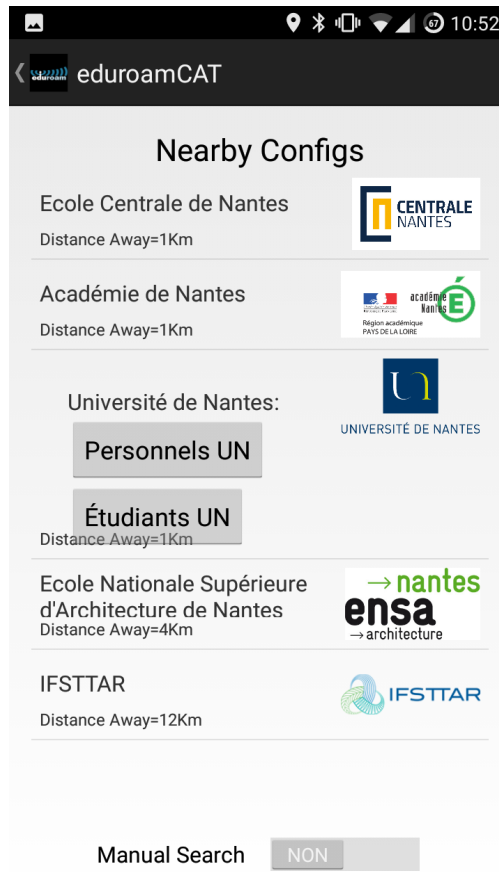 67 10:52
eduroam eduroamCAT
Nearby Configs
Ecole Centrale de Nantes
Distance Away=1Km
CENTRALE
NANTES
Académie de Nantes
Distance Away=1Km
académie
Nantes
É
Région académique
PAYS DE LA LOIRE
Université de Nantes:
UNIVERSITÉ DE NANTES
Personnels UN
Étudiants UN
Distance Away=1Km
Ecole Nationale Supérieure
d'Architecture de Nantes
Distance Away=4Km
→nantes
ensa
→architecture
IFSTTAR
Distance Away=12Km
IFSTTAR
Manual Search NON